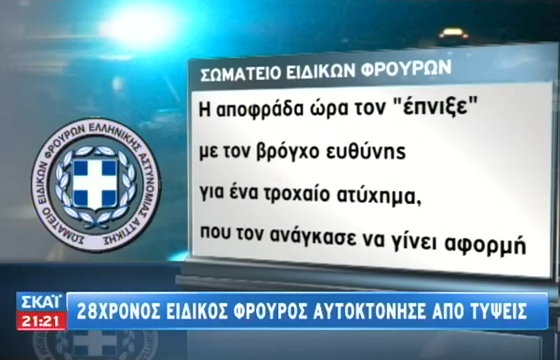 ΣΩΜΑΤΕΙΟ ΕΙΔΙΚΩΝ ΦΡΟΥΡΩΝ
Η αποφράδα ώρα τον "έπνιξε"
με τον βρόγχο ευθύνης
για ένα τροχαίο ατύχημα,
που τον ανάγκασε να γίνει αφορμή
ΣΩΜΑΤΕΙΟ ΕΙΔΙΚΩΝ ΦΡΟΥΡΩΝ ΕΛΛΗΝΙΚΗΣ ΑΣΤΥΝΟΜΙΑΣ ΑΤΤΙΚΗΣ
ΣΚΑΪ
21:21
28ΧΡΟΝΟΣ ΕΙΔΙΚΟΣ ΦΡΟΥΡΟΣ ΑΥΤΟΚΤΟΝΗΣΕ ΑΠΟ ΤΥΨΕΙΣ